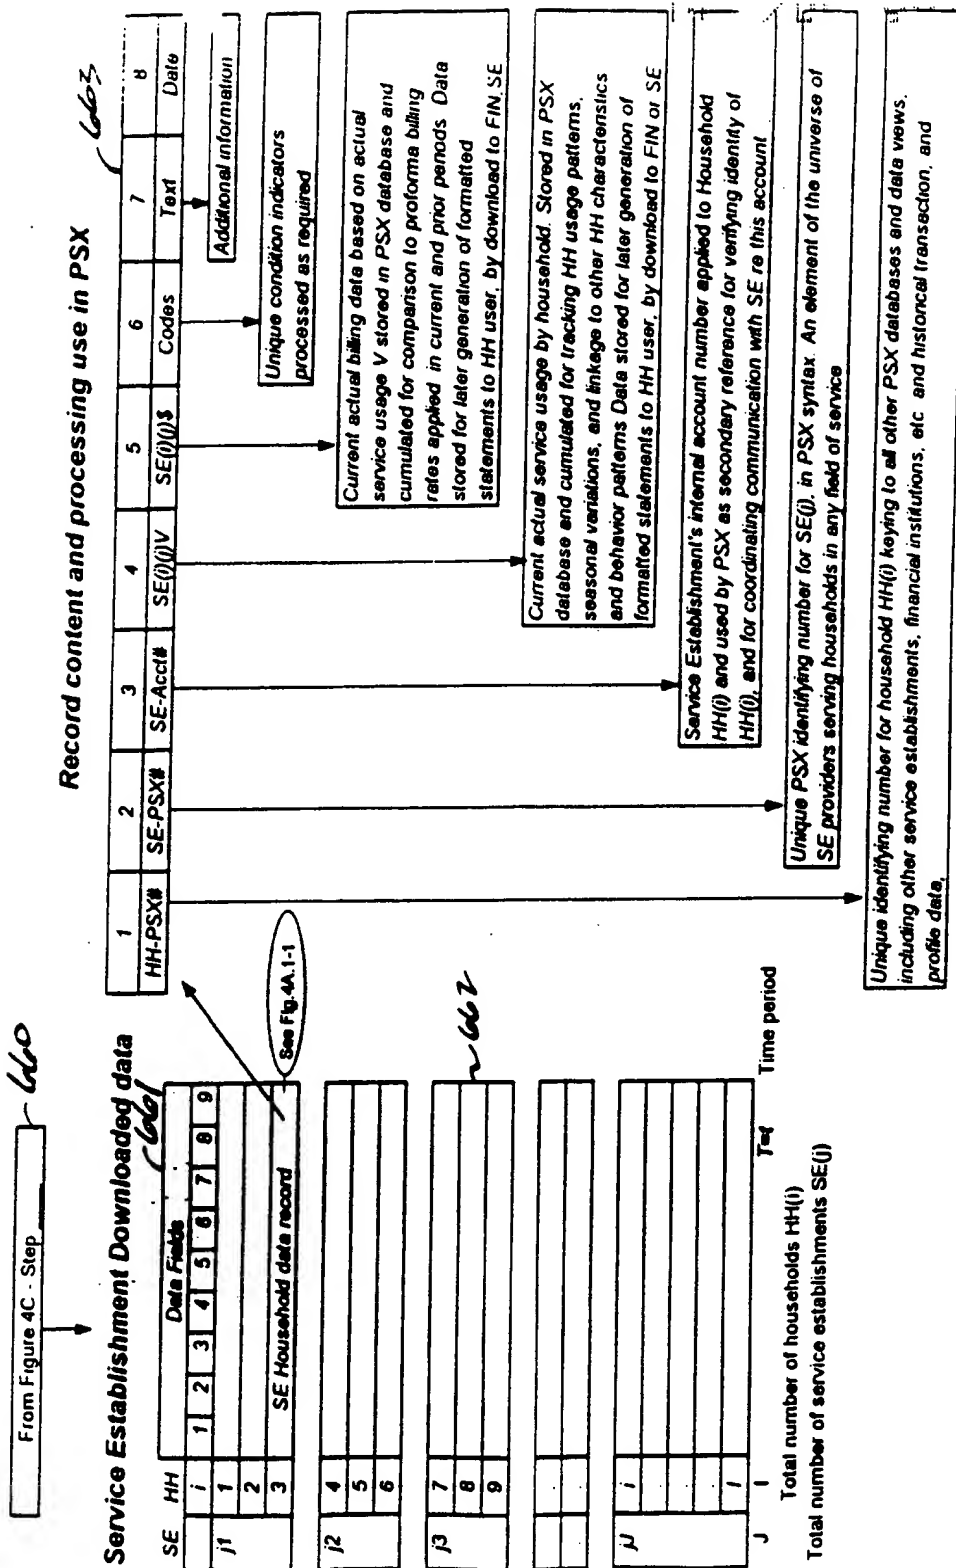 From Figure 4C - Step ____
660
Service Establishment Downloaded data
661
SE HH Data Fields
i 1 2 3 4 5 6 7 8 9
j1 1
2
3 SE Household data record
See Fig.4A.1-1
j2 4
5
6
j3 7
8
9
662
. .
. .
jJ i
I
J I T=t Time period
Total number of households HH(i)
Total number of service establishments SE(j)
Record content and processing use in PSX
663
1 2 3 4 5 6 7 8
HH-PSX# SE-PSX# SE-Acct# SE(i)(j)V SE(i)(j)$ Codes Text Date
Additional information
Unique condition indicators
processed as required
Current actual billing data based on actual
service usage V stored in PSX database and
cumulated for comparison to proforma billing
rates applied in current and prior periods Data
stored for later generation of formatted
statements to HH user, by download to FIN, SE
Current actual service usage by household. Stored in PSX
database and cumulated for tracking HH usage patterns,
seasonal variations, and linkage to other HH characteristics
and behavior patterns Data stored for later generation of
formatted statements to HH user, by download to FIN or SE
Service Establishment's internal account number applied to Household
HH(i) and used by PSX as secondary reference for verifying identity of
HH(i), and for coordinating communication with SE re this account
Unique PSX identifying number for SE(j), in PSX syntax. An element of the universe of
SE providers serving households in any field of service
Unique identifying number for household HH(i) keying to all other PSX databases and data views,
including other service establishments, financial institutions, etc and historical transaction, and
profile data,